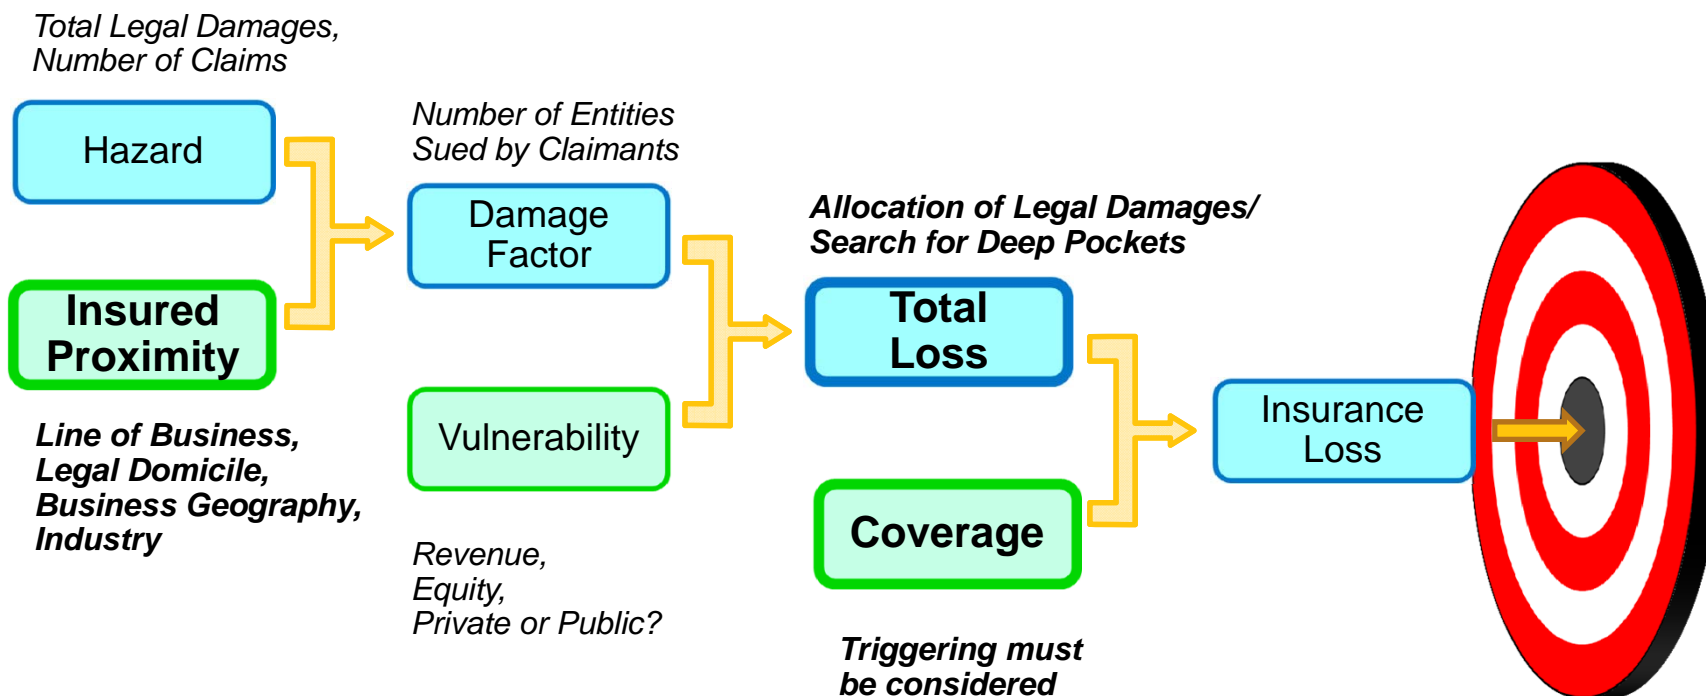 Total Legal Damages,
Number of Claims
Hazard
Insured
Proximity
Line of Business,
Legal Domicile,
Business Geography,
Industry
Number of Entities
Sued by Claimants
Damage
Factor
Vulnerability
Revenue,
Equity,
Private or Public?
Allocation of Legal Damages/
Search for Deep Pockets
Total
Loss
Coverage
Triggering must
be considered
Insurance
Loss